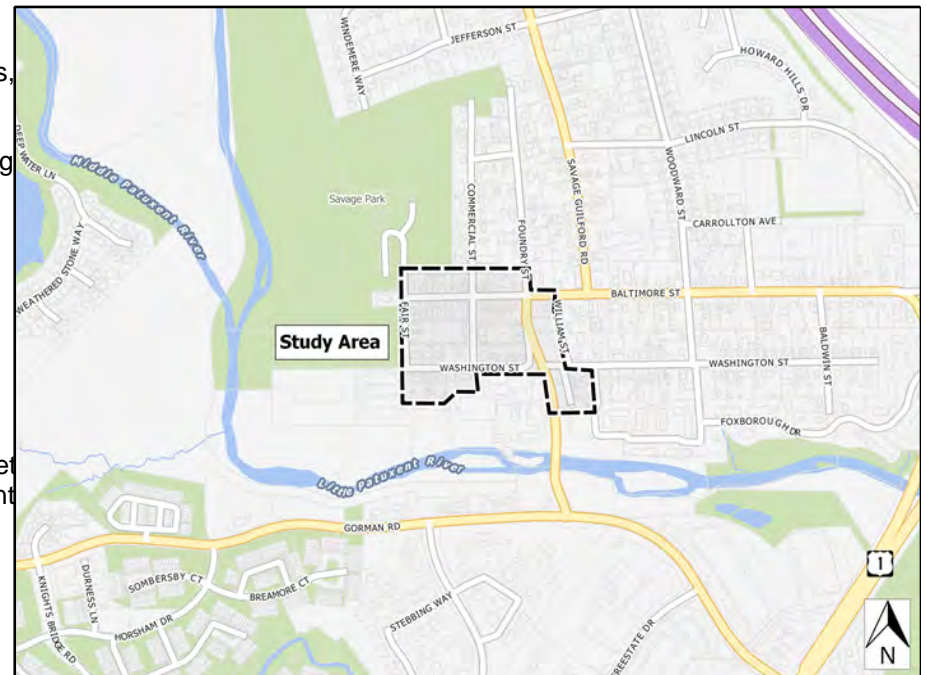 s,
g
et
nt
WINDEMERE WAY
JEFFERSON ST
HOWARD HILLS DR
LINCOLN ST
DEEP WATER LN
Middle Patuxent River
WOODWARD ST
SAVAGE GUILFORD RD
Savage Park
COMMERCIAL ST
FOUNDRY ST
CARROLLTON AVE
WEATHERED STONE WAY
BALTIMORE ST
FAIR ST
WILLIAM ST
Study Area
BALDWIN ST
WASHINGTON ST
WASHINGTON ST
FOXBOROUGH DR
Little Patuxent River
GORMAN RD
1
KNIGHTS BRIDGE RD
DURNESS LN
SOMBERSBY CT
BREAMORE CT
HORSHAM DR
STEBBING WAY
FREESTATE DR
N